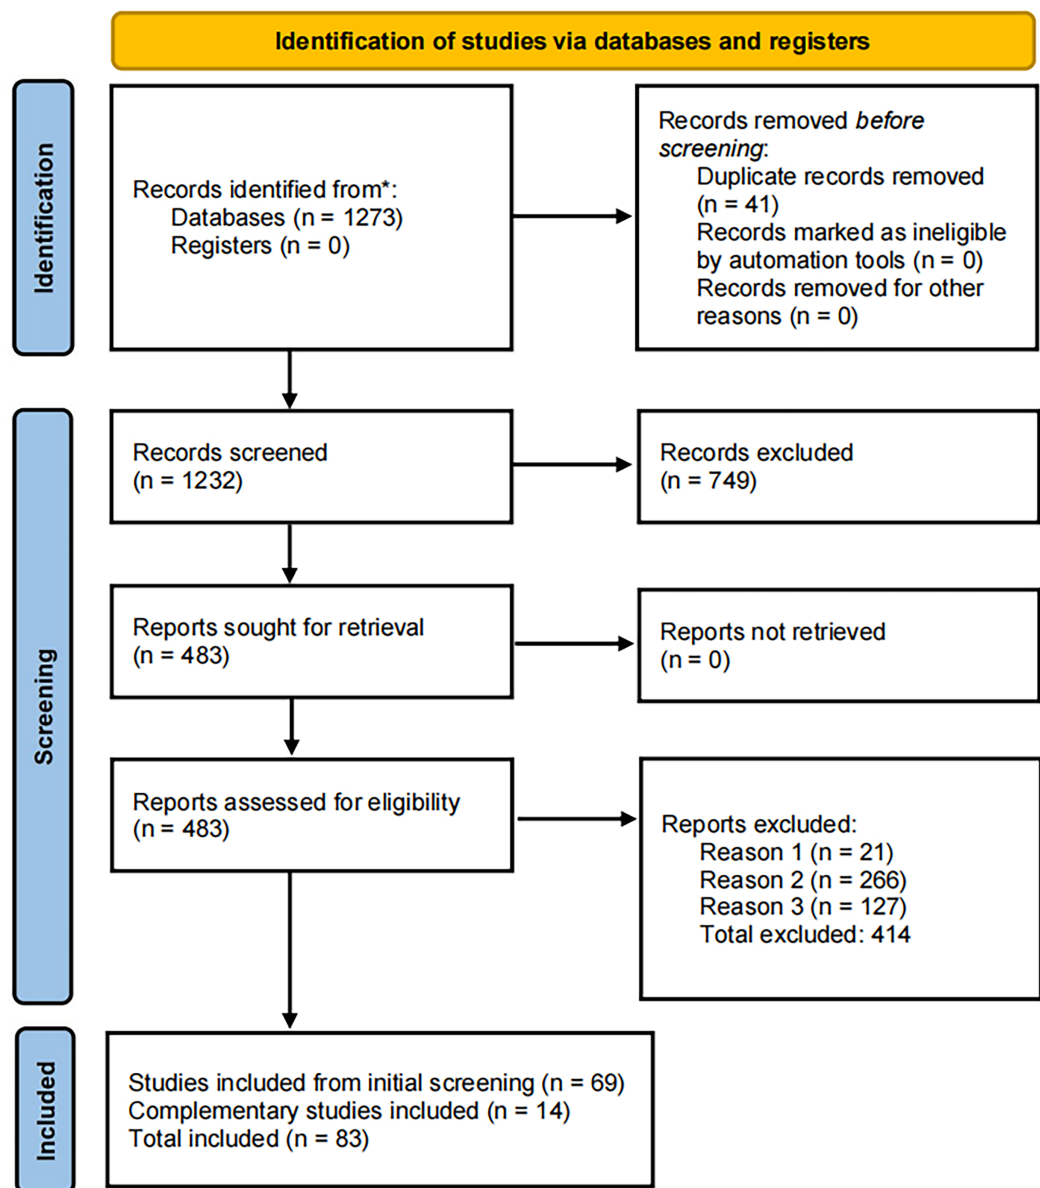 Identification of studies via databases and registers
Identification
Records identified from*:
Databases (n = 1273)
Registers (n = 0)
Records removed before
screening:
Duplicate records removed
(n = 41)
Records marked as ineligible
by automation tools (n = 0)
Records removed for other
reasons (n = 0)
Screening
Records screened
(n = 1232)
Records excluded
(n = 749)
Reports sought for retrieval
(n = 483)
Reports not retrieved
(n = 0)
Reports assessed for eligibility
(n = 483)
Reports excluded:
Reason 1 (n = 21)
Reason 2 (n = 266)
Reason 3 (n = 127)
Total excluded: 414
Included
Studies included from initial screening (n = 69)
Complementary studies included (n = 14)
Total included (n = 83)